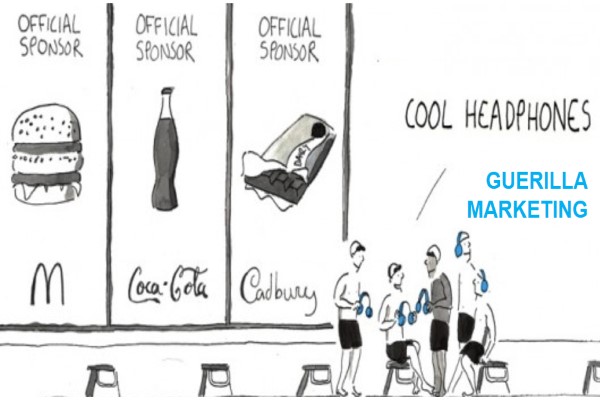 OFFICIAL
SPONSOR
OFFICIAL
SPONSOR
OFFICIAL
SPONSOR
COOL HEADPHONES
GUERILLA
MARKETING
M
Coca-Cola
Cadbury